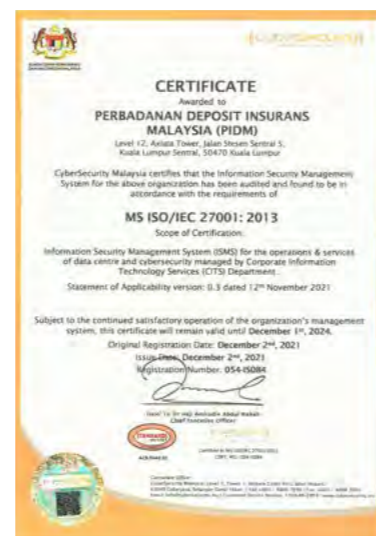 CERTIFICATE
Awarded to
PERBADANAN DEPOSIT INSURANS
MALAYSIA (PIDM)
Level 12, Axiata Tower, Jalan Stesen Sentral 5,
Kuala Lumpur Sentral, 50470 Kuala Lumpur
CyberSecurity Malaysia certifies that the Information Security Management
System for the above organization has been audited and found to be in
accordance with the requirements of
MS ISO/IEC 27001: 2013
Scope of Certification:
Information Security Management System (ISMS) for the operations & services
of data centre and cybersecurity managed by Corporate Information
Technology Services (CITS) Department
Statement of Applicability version: 0.3 dated 12th November 2021
Subject to the continued satisfactory operation of the organization's management
system, this certificate will remain valid until December 1st, 2024.
Original Registration Date: December 2nd, 2021
Issue Date: December 2nd, 2021
Registration Number: 054-IS084
Chief Executive Officer